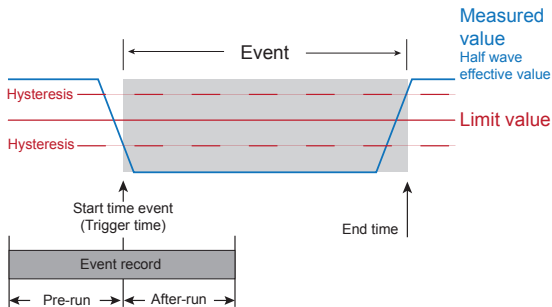 Measured
value
Half wave
effective value
Event
Hysteresis
Limit value
Hysteresis
Start time event
(Trigger time)
End time
Event record
Pre-run
After-run